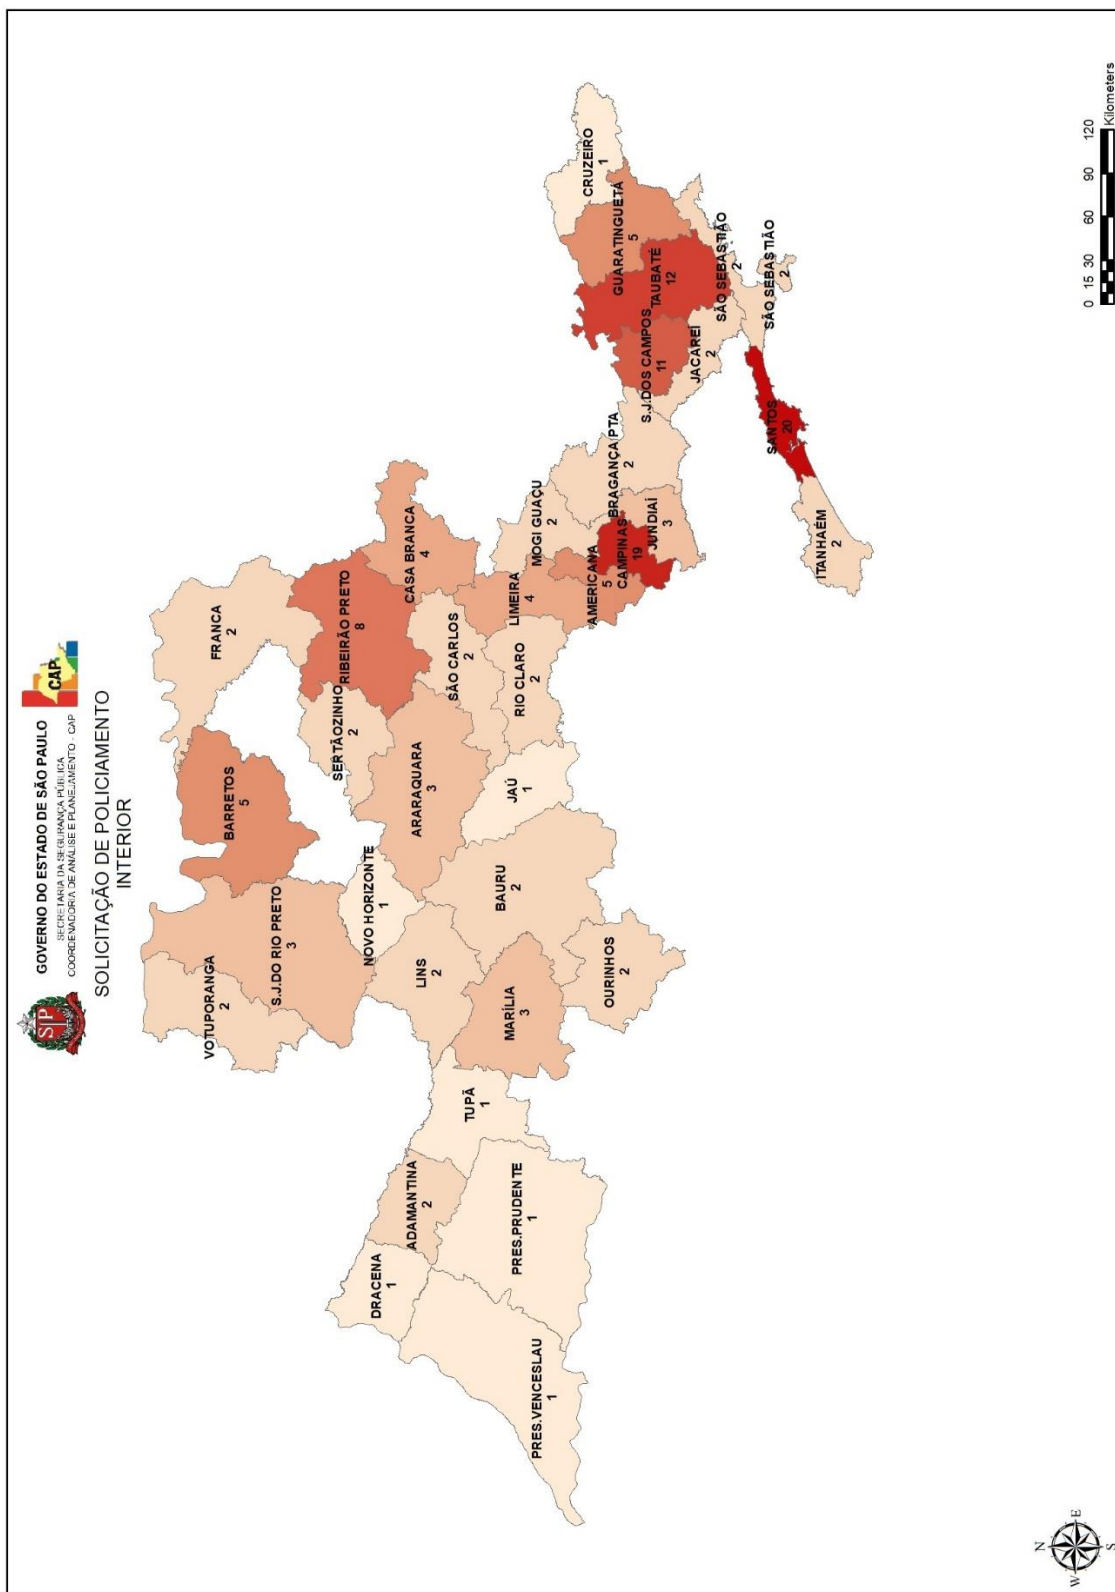 GOVERNO DO ESTADO DE SÃO PAULO
SECRETARIA DA SEGURANÇA PÚBLICA
COORDENADORIA DE ANÁLISE E PLANEJAMENTO - CAP
CAP
SP
SOLICITAÇÃO DE POLICIAMENTO
INTERIOR
VOTUPORANGA
2
S.J.DO RIO PRETO
3
BARRETOS
5
FRANCA
2
DRACENA
1
ADAMANTINA
2
TUPÃ
1
PRES.VENCESLAU
1
PRES.PRUDENTE
1
LINS
2
NOVO HORIZONTE
1
MARÍLIA
3
OURINHOS
2
BAURU
2
ARARAQUARA
3
JAÚ
1
SERTÃOZINHO
2
RIBEIRÃO PRETO
8
SÃO CARLOS
2
CASA BRANCA
4
RIO CLARO
2
LIMEIRA
4
MOGI GUAÇU
2
AMERICANA
5
CAMPINAS
19
BRAGANÇA PTA
2
JUNDIAÍ
3
S.J.DOS CAMPOS
11
JACAREÍ
2
TAUBATÉ
12
GUARATINGUETÁ
5
CRUZEIRO
1
SÃO SEBASTIÃO
2
SÃO SEBASTIÃO
2
SANTOS
20
ITANHAÉM
2
N
W
E
S
0 15 30 60 90 120
Kilometers